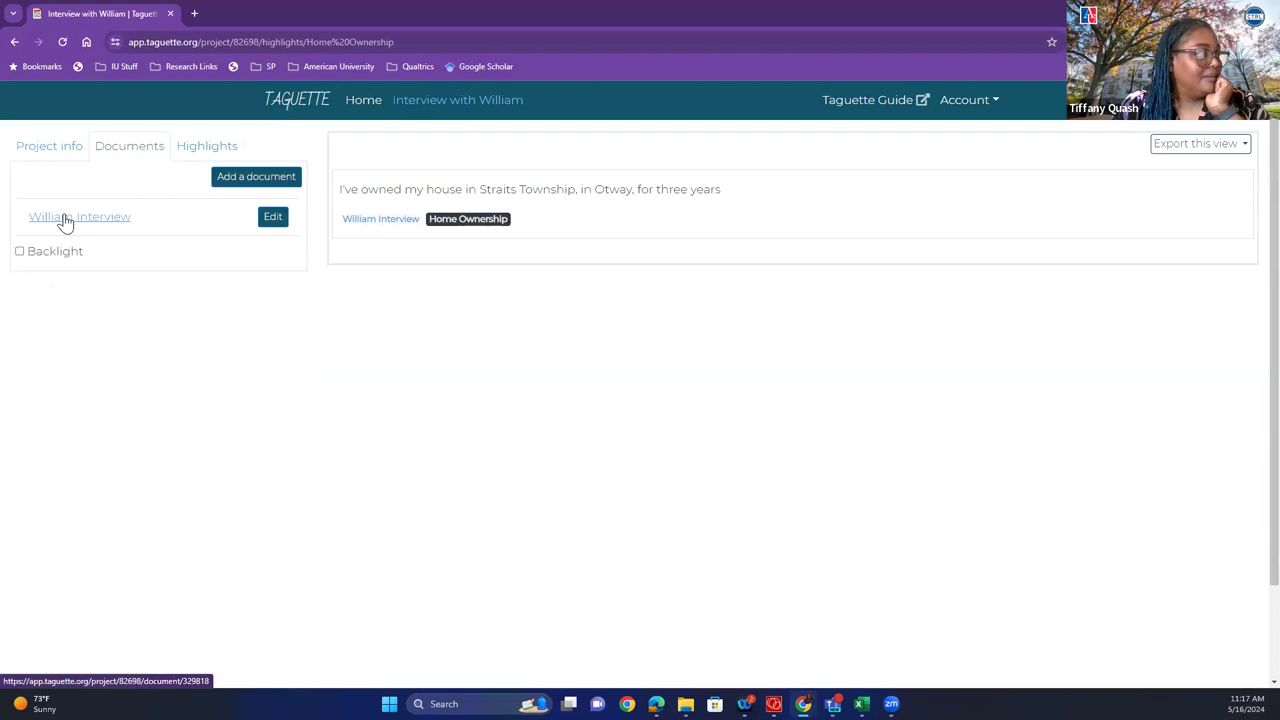 Interview with William | Taguett
app.taguette.org/project/82698/highlights/Home%20Ownership
Bookmarks IU Stuff Research Links SP American University Qualtrics Google Scholar
Tiffany Quash
TAGUETTE Home Interview with William Taguette Guide Account
Project info Documents Highlights
Export this view
Add a document
I've owned my house in Straits Township, in Otway, for three years
William Interview Edit
William Interview Home Ownership
Backlight
https://app.taguette.org/project/82698/document/329818
73°F
Sunny
Search
11:17 AM
5/16/2024